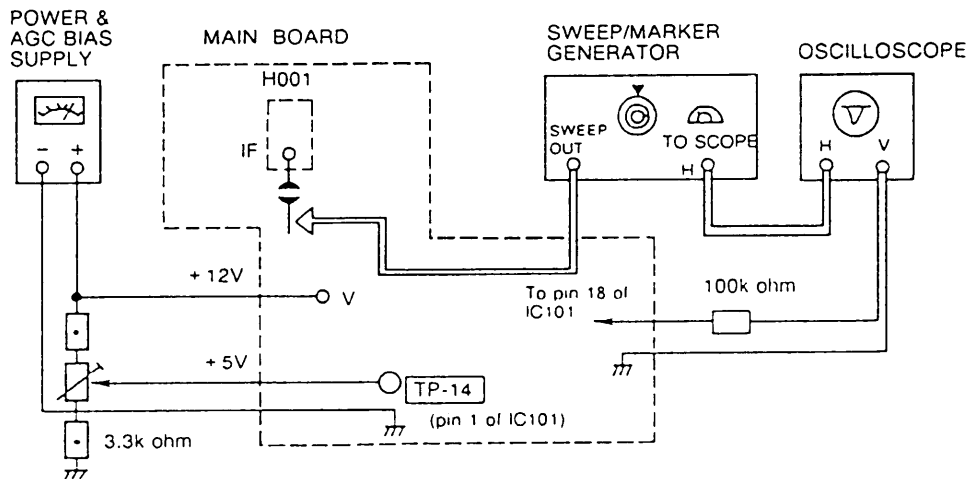 POWER &
AGC BIAS
SUPPLY
- +
MAIN BOARD
H001
IF
SWEEP/MARKER
GENERATOR
SWEEP
OUT
TO SCOPE
H
OSCILLOSCOPE
H V
+12V
V
To pin 18 of
IC101
100k ohm
+5V
TP-14
(pin 1 of IC101)
3.3k ohm